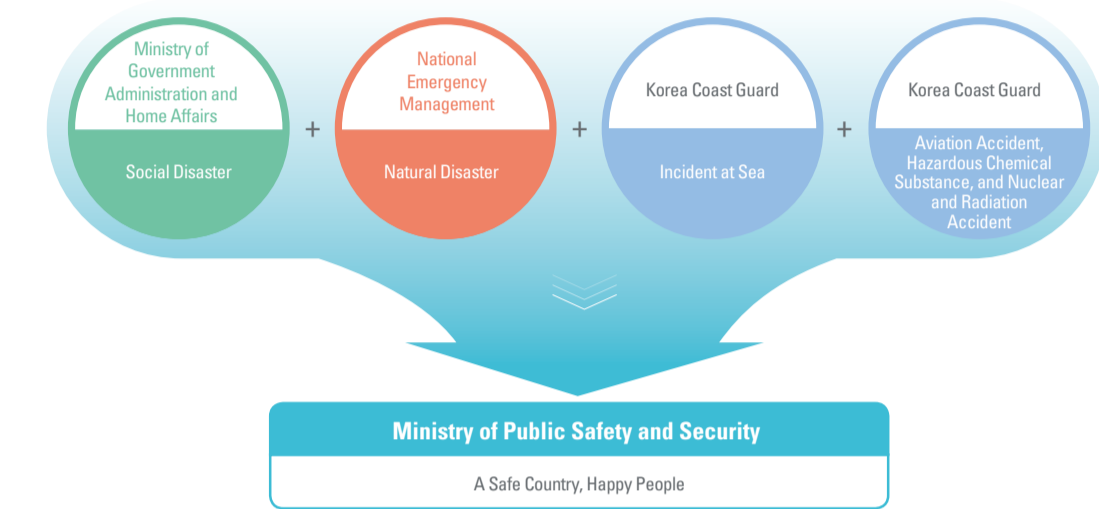 Ministry of
Government
Administration and
Home Affairs
Social Disaster
+
National
Emergency
Management
Natural Disaster
+
Korea Coast Guard
Incident at Sea
+
Korea Coast Guard
Aviation Accident,
Hazardous Chemical
Substance, and Nuclear
and Radiation
Accident
Ministry of Public Safety and Security
A Safe Country, Happy People